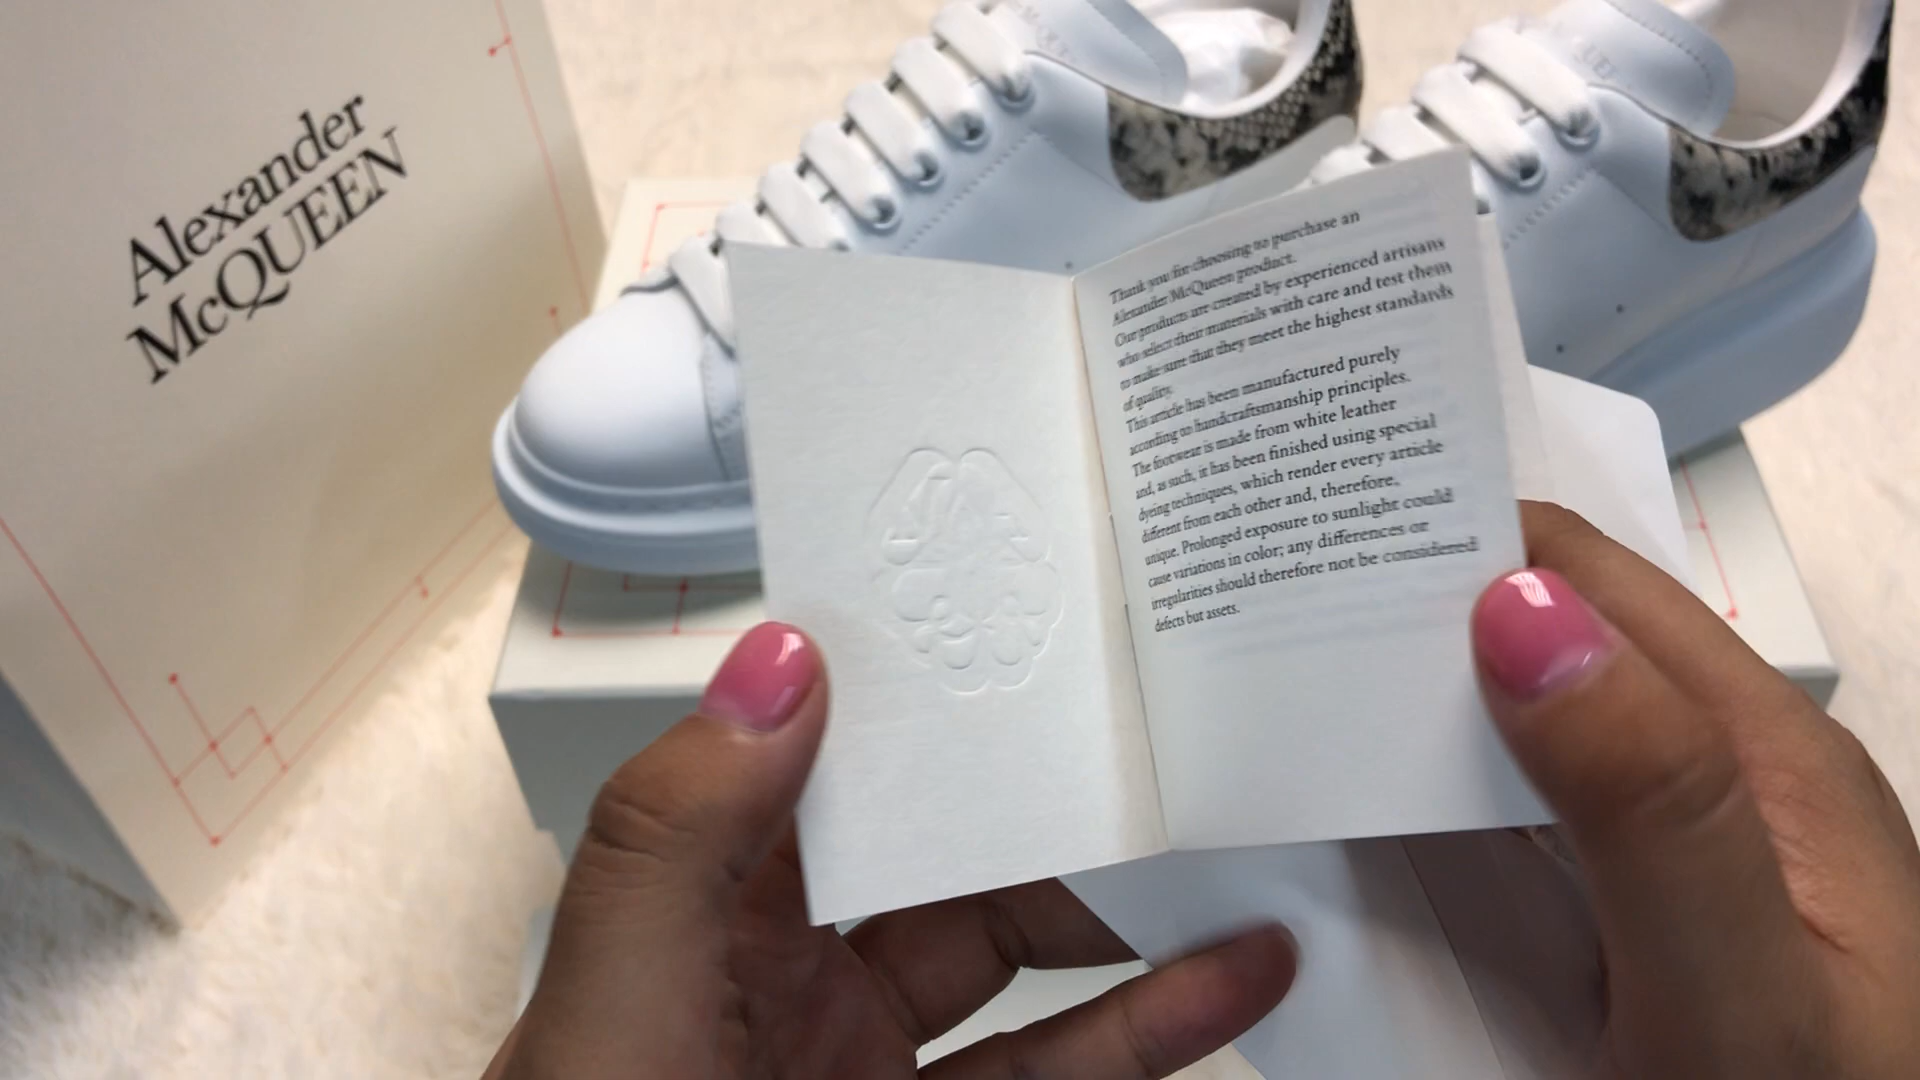 Alexander
McQUEEN
Thank you for choosing to purchase an
Alexander McQueen product.
Our products are created by experienced artisans
who select their materials with care and test them
to make sure that they meet the highest standards
of quality.
This article has been manufactured purely
according to handcraftsmanship principles.
The footwear is made from white leather
and, as such, it has been finished using special
dyeing techniques, which render every article
different from each other and, therefore,
unique. Prolonged exposure to sunlight could
cause variations in color; any differences or
irregularities should therefore not be considered
defects but assets.